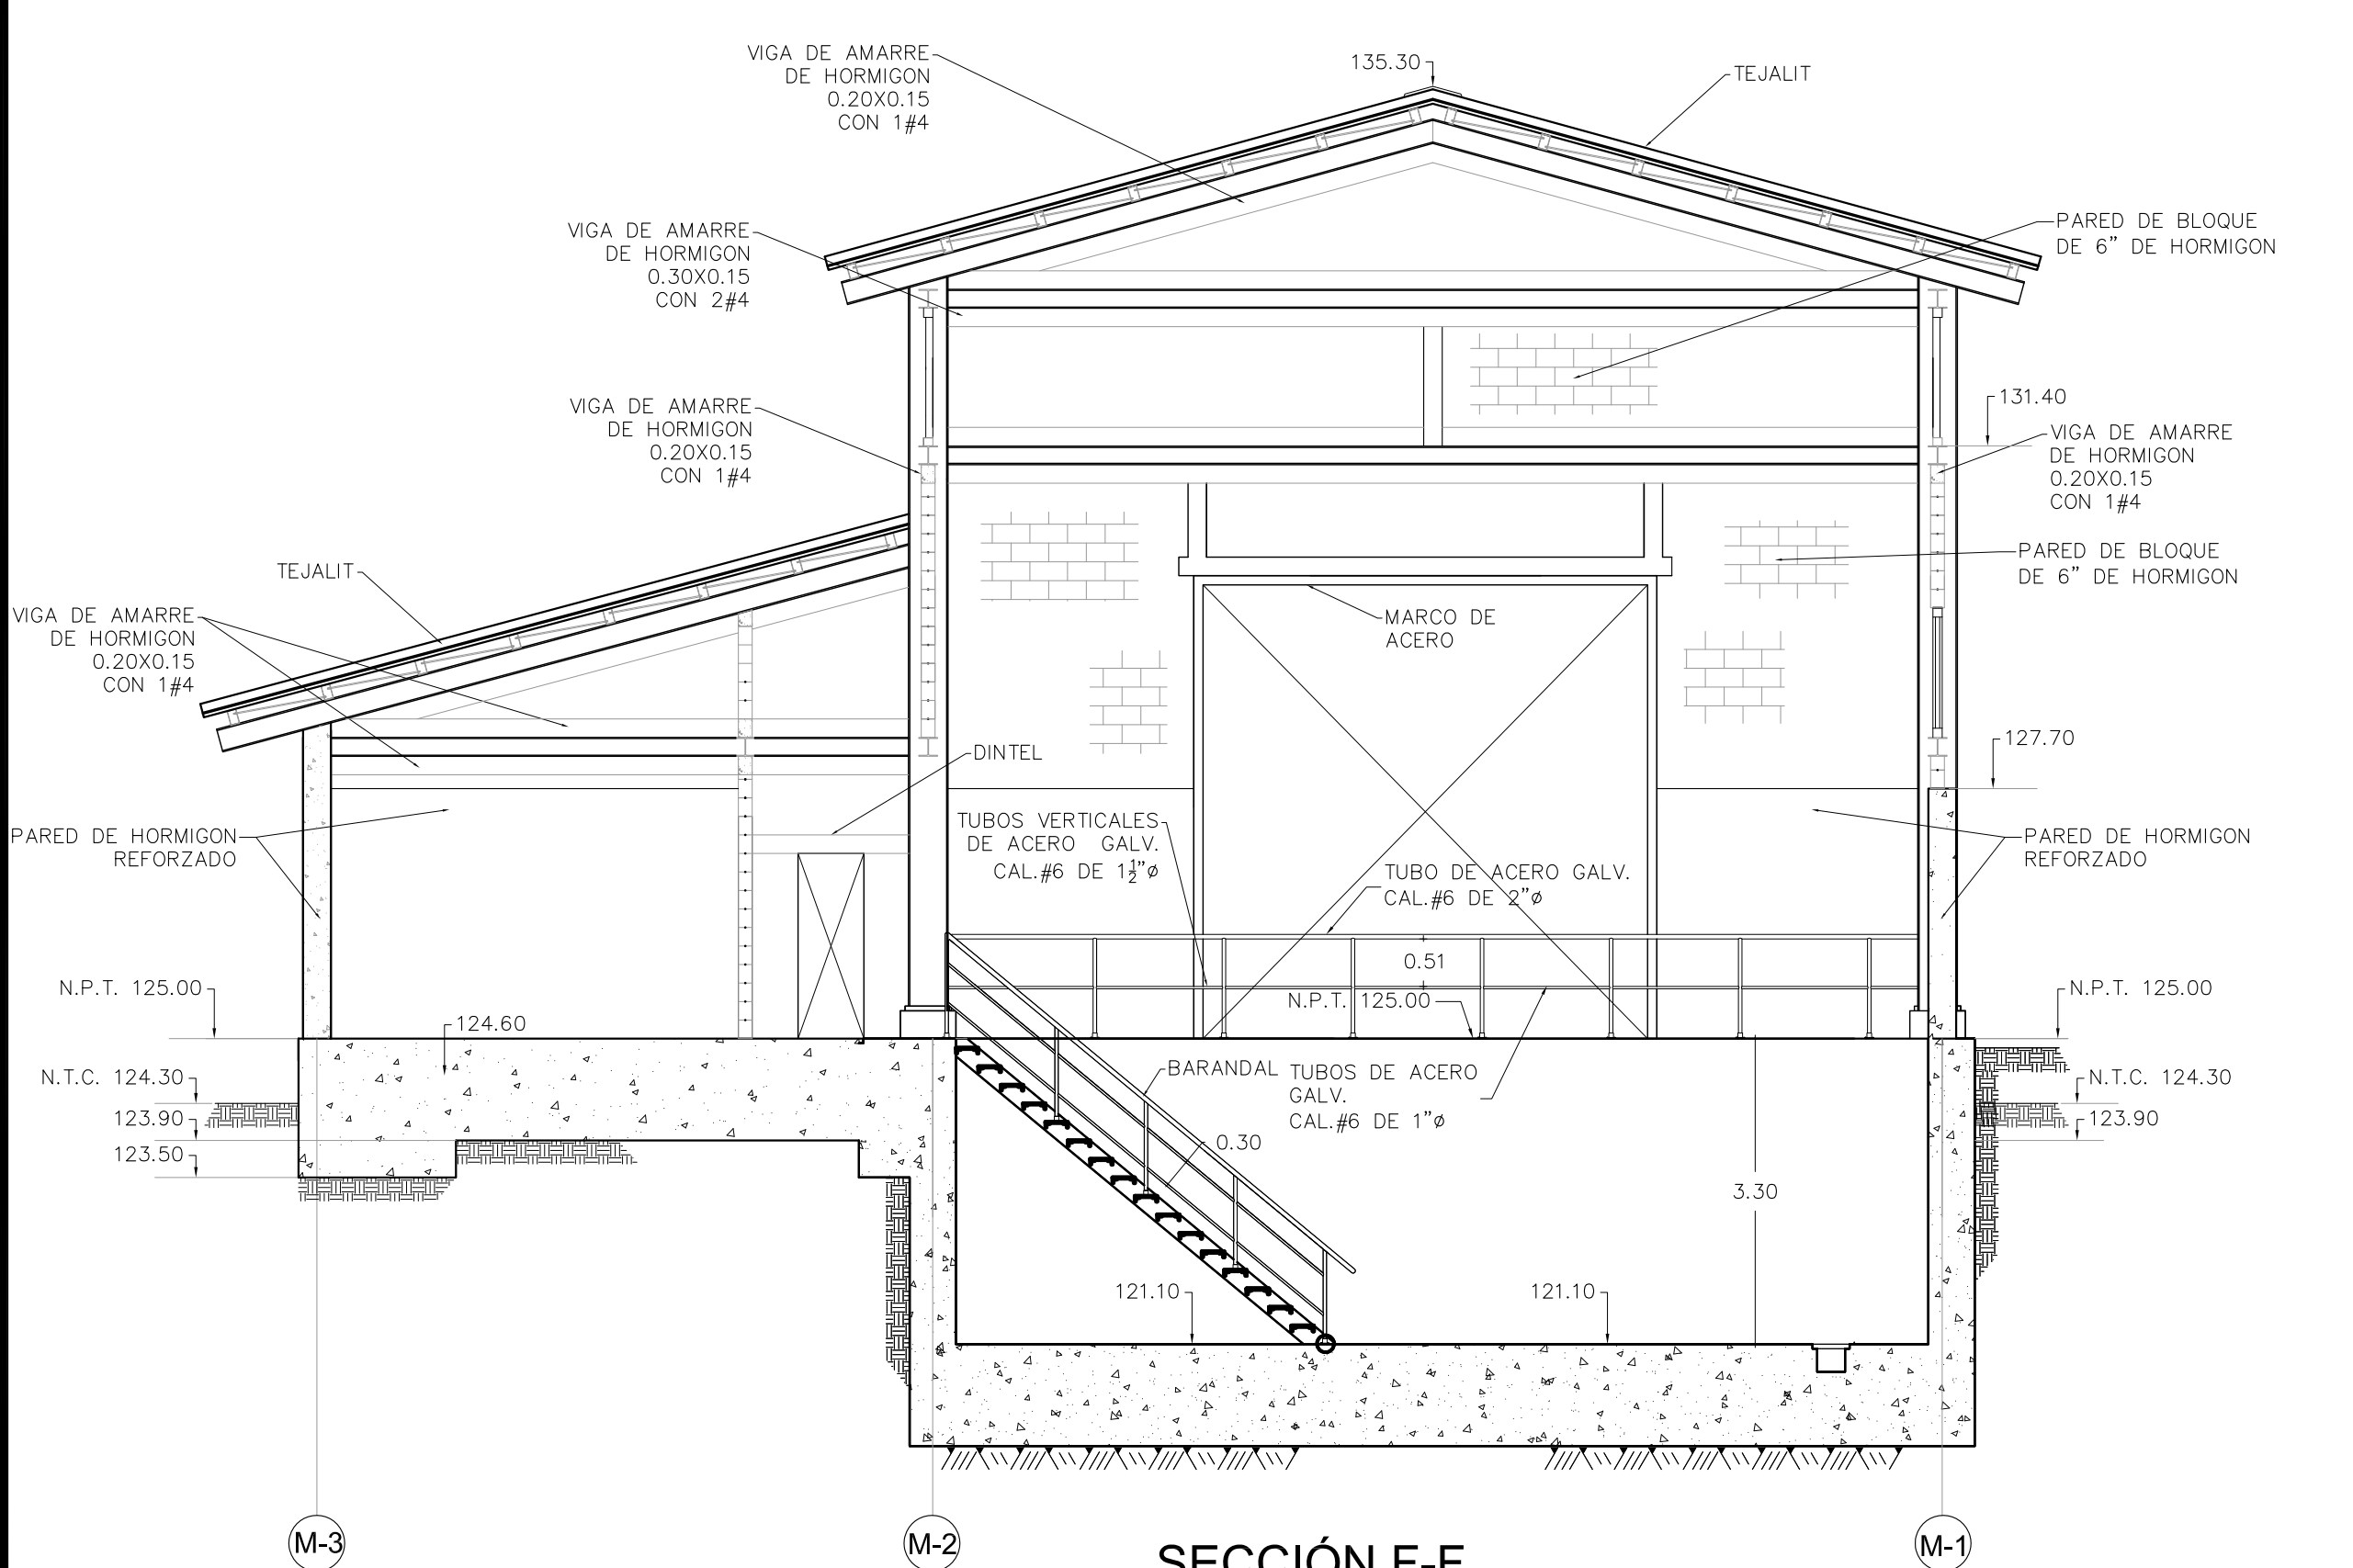 VIGA DE AMARRE
DE HORMIGON
0.20X0.15
CON 1#4
135.30
TEJALIT
VIGA DE AMARRE
DE HORMIGON
0.30X0.15
CON 2#4
PARED DE BLOQUE
DE 6” DE HORMIGON
VIGA DE AMARRE
DE HORMIGON
0.20X0.15
CON 1#4
131.40
VIGA DE AMARRE
DE HORMIGON
0.20X0.15
CON 1#4
PARED DE BLOQUE
DE 6” DE HORMIGON
TEJALIT
VIGA DE AMARRE
DE HORMIGON
0.20X0.15
CON 1#4
MARCO DE
ACERO
127.70
DINTEL
PARED DE HORMIGON
REFORZADO
TUBOS VERTICALES
DE ACERO GALV.
CAL.#6 DE 1½”ø
TUBO DE ACERO GALV.
CAL.#6 DE 2”ø
PARED DE HORMIGON
REFORZADO
0.51
N.P.T. 125.00
N.P.T. 125.00
N.P.T. 125.00
124.60
N.T.C. 124.30
123.90
123.50
BARANDAL
TUBOS DE ACERO
GALV.
CAL.#6 DE 1”ø
N.T.C. 124.30
123.90
0.30
3.30
121.10
121.10
M-3
M-2
M-1